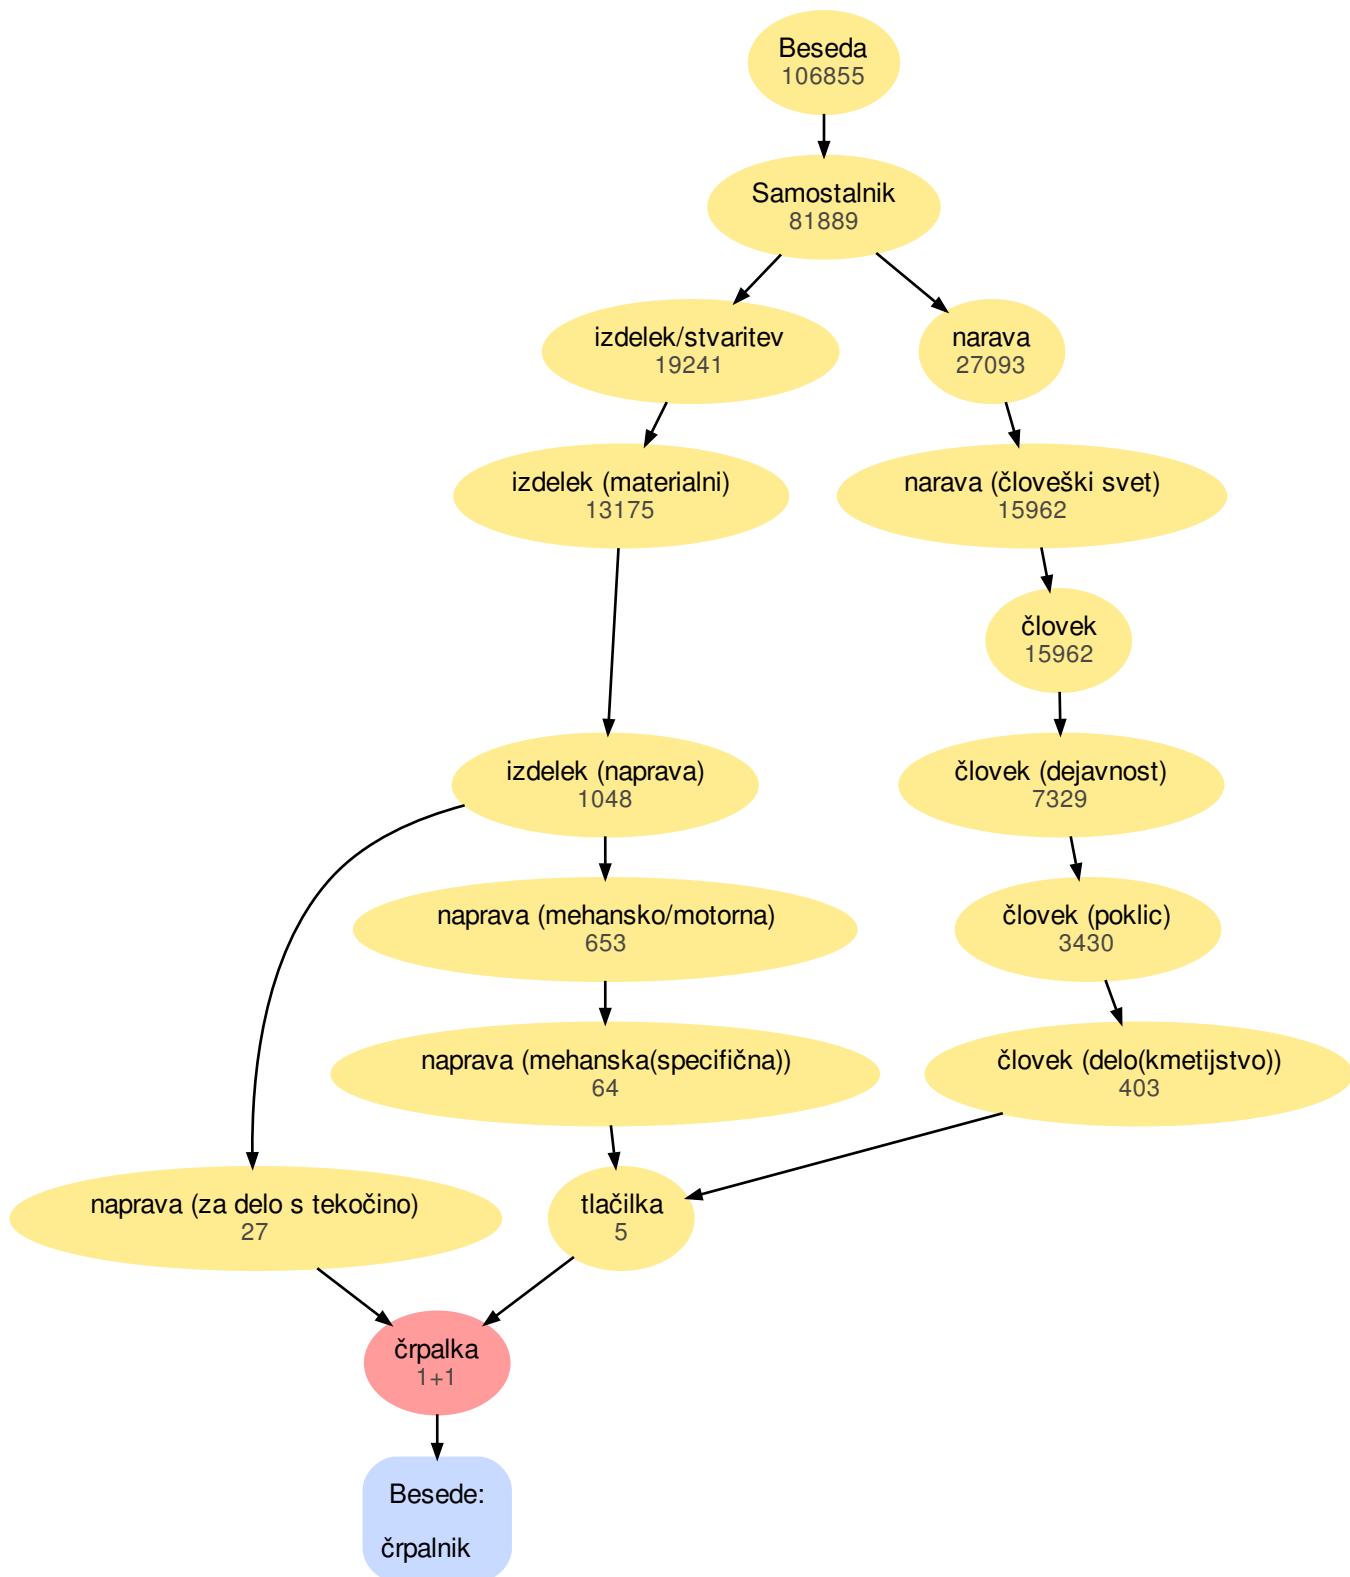 Beseda
106855
Samostalnik
81889
izdelek/stvaritev
19241
narava
27093
izdelek (materialni)
13175
narava (človeški svet)
15962
človek
15962
izdelek (naprava)
1048
človek (dejavnost)
7329
naprava (mehansko/motorna)
653
človek (poklic)
3430
naprava (mehanska(specifična))
64
človek (delo(kmetijstvo))
403
naprava (za delo s tekočino)
27
tlačilka
5
črpalka
1+1
Besede:
črpalnik